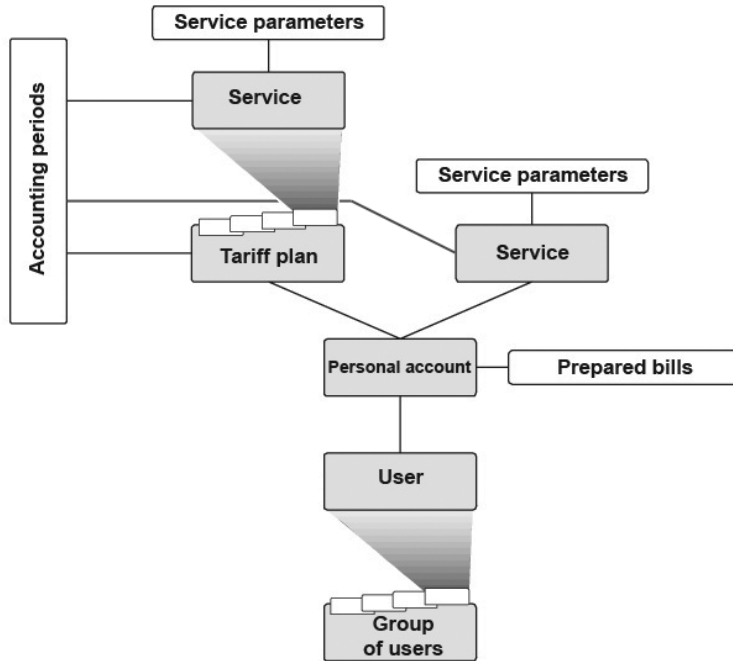 Service parameters
Accounting periods
Service
Service parameters
Tariff plan
Service
Personal account
Prepared bills
User
Group
of users